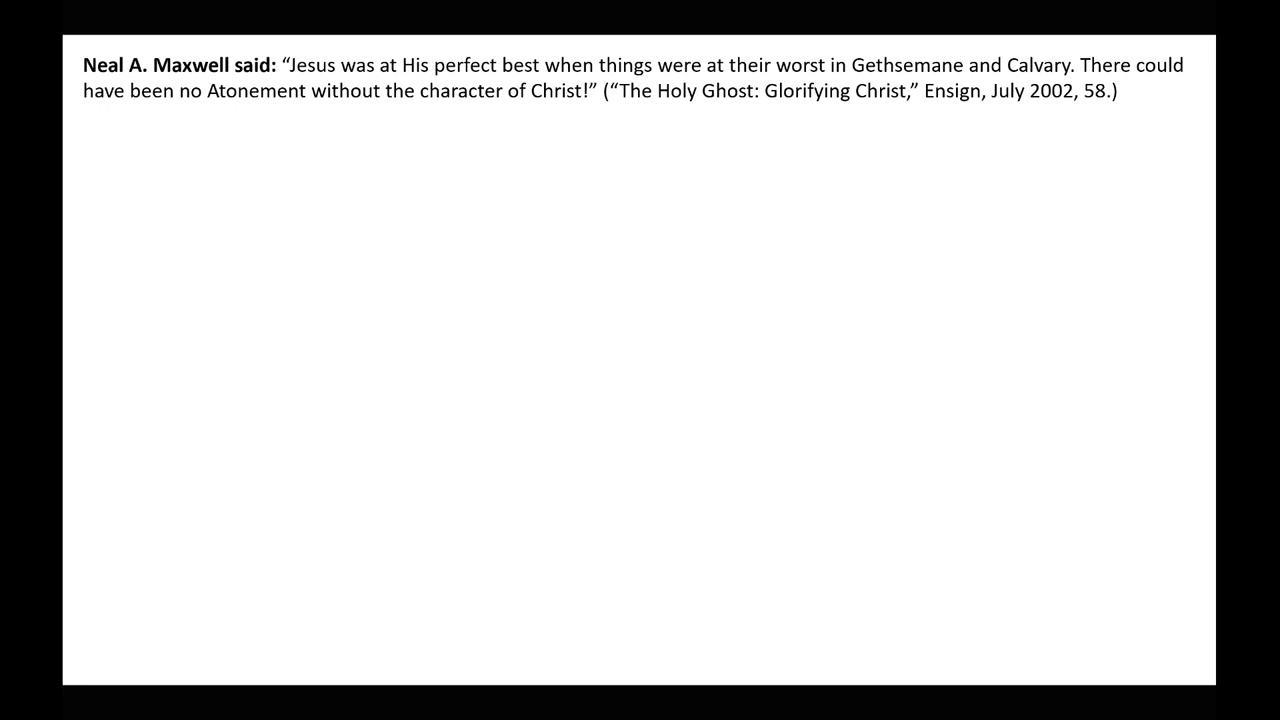 Neal A. Maxwell said: “Jesus was at His perfect best when things were at their worst in Gethsemane and Calvary. There could
have been no Atonement without the character of Christ!” (“The Holy Ghost: Glorifying Christ,” Ensign, July 2002, 58.)